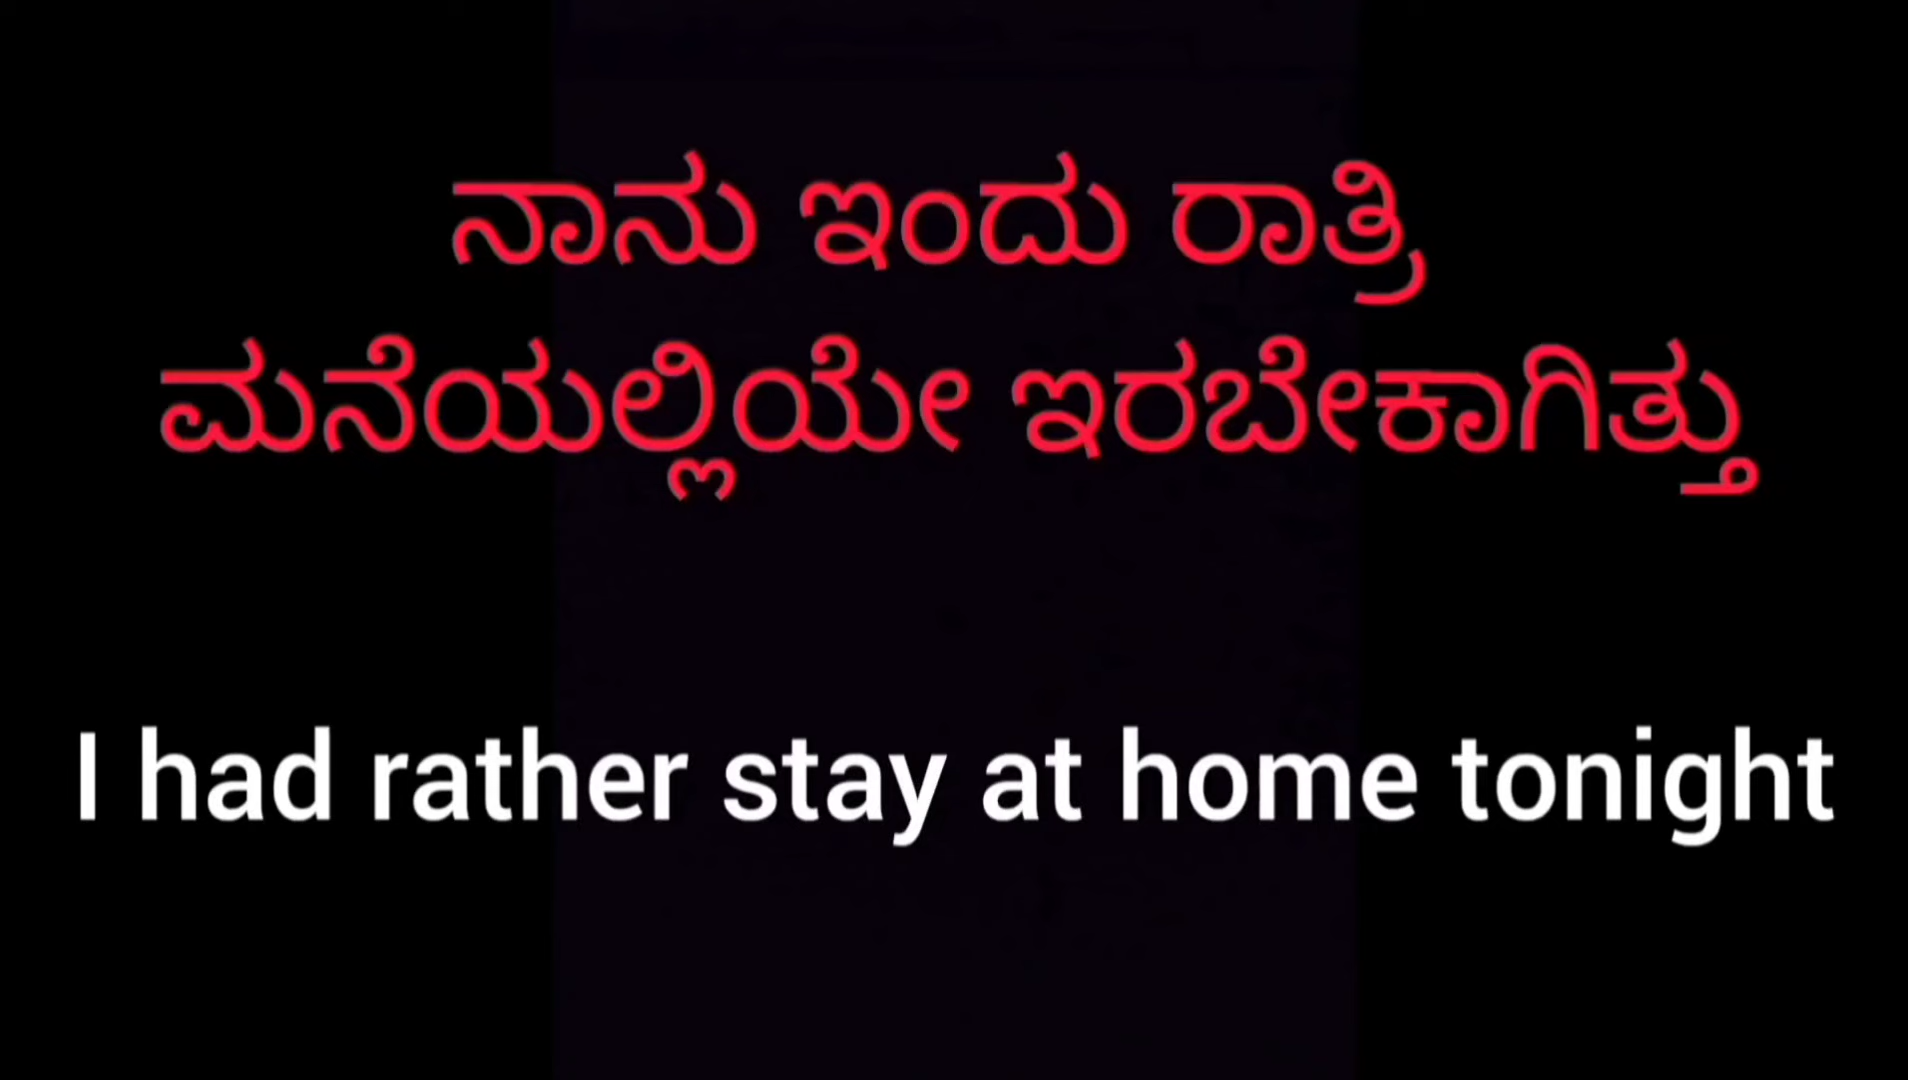 ನಾನು ಇಂದು ರಾತ್ರಿ
ಮನೆಯಲ್ಲಿಯೇ ಇರಬೇಕಾಗಿತ್ತು
I had rather stay at home tonight